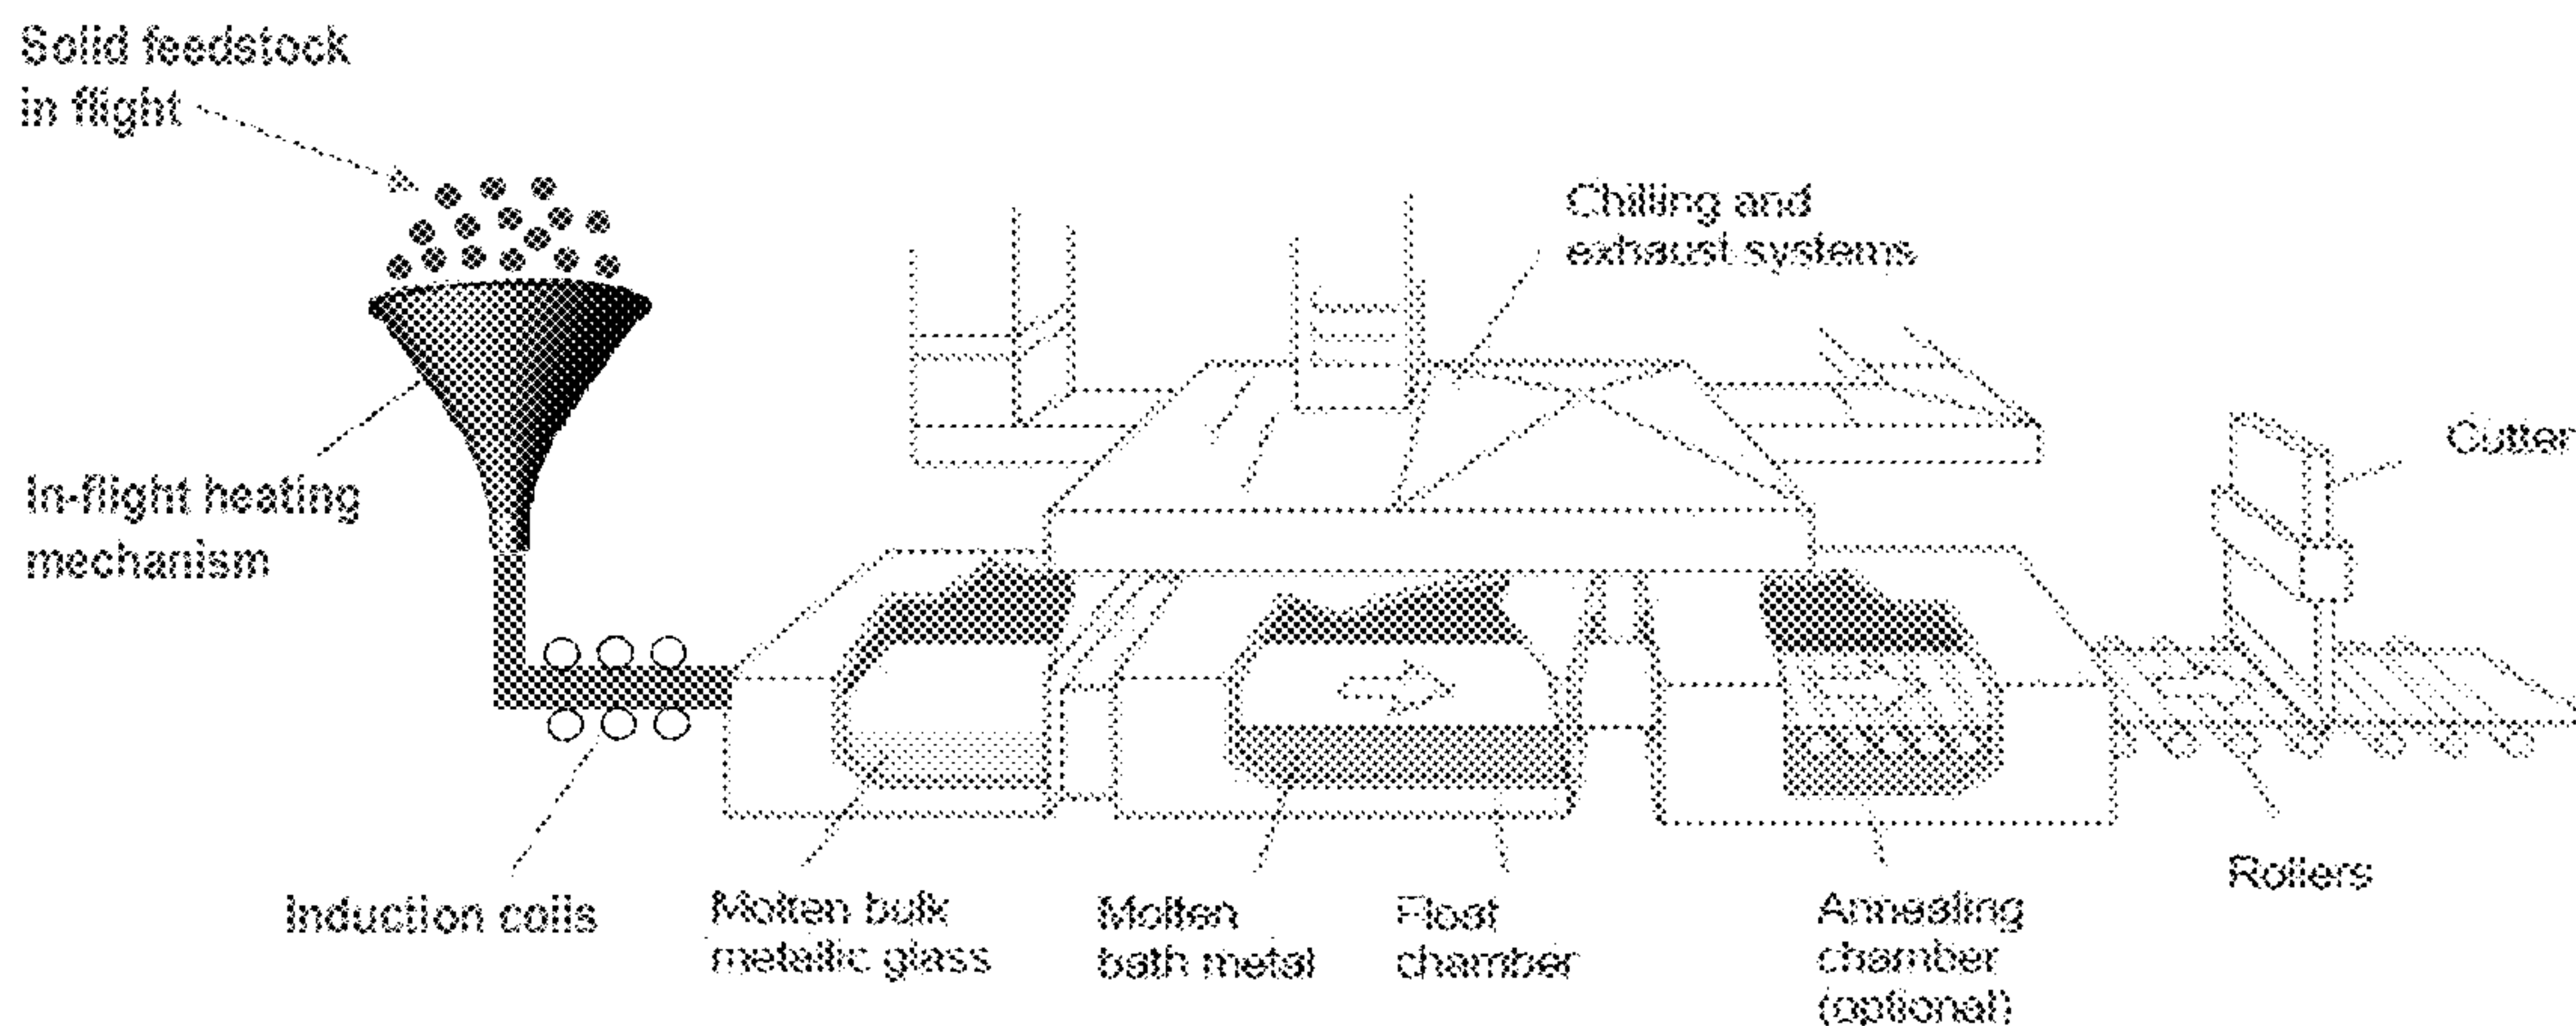 Solid feedstock
in flight
Chilling and
exhaust systems
Cutter
In-flight heating
mechanism
Induction coils
Molten bulk
metallic glass
Molten
bath metal
Float
chamber
Annealing
chamber
(optional)
Rollers